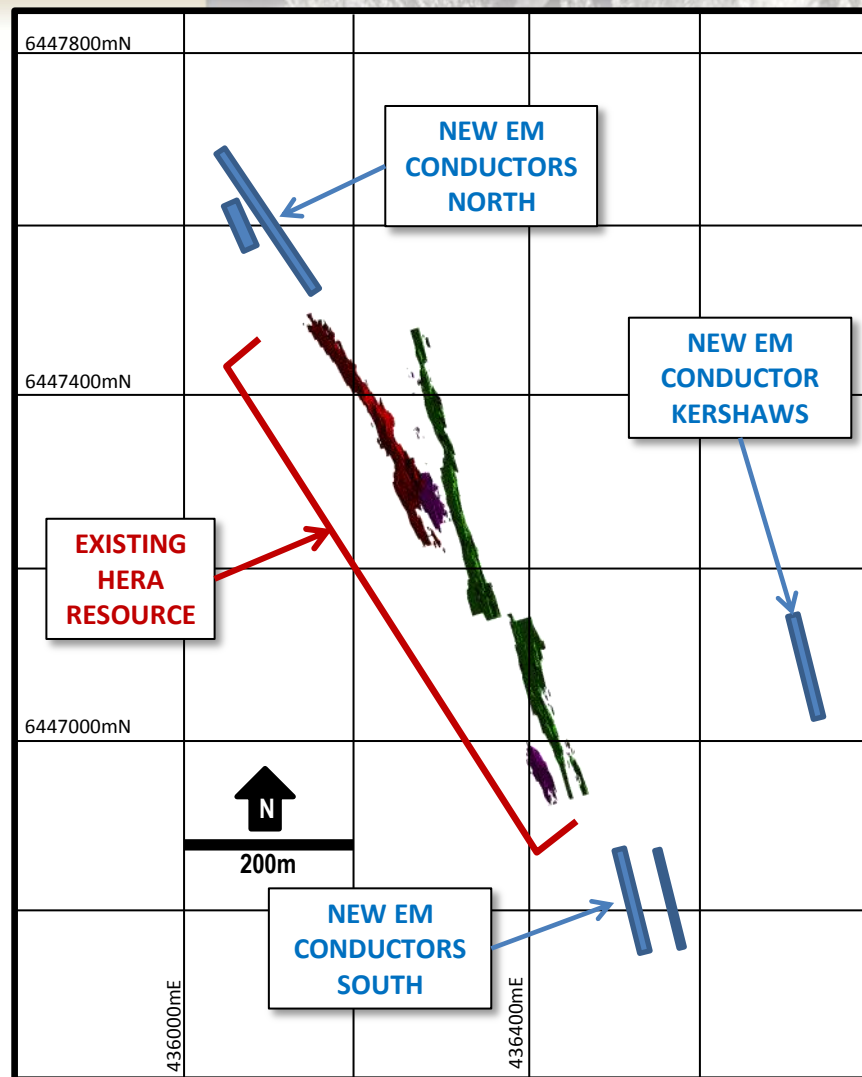 6447800mN
NEW EM
CONDUCTORS
NORTH
NEW EM
CONDUCTOR
KERSHAWS
6447400mN
EXISTING
HERA
RESOURCE
6447000mN
N
200m
NEW EM
CONDUCTORS
SOUTH
436000mE
436400mE